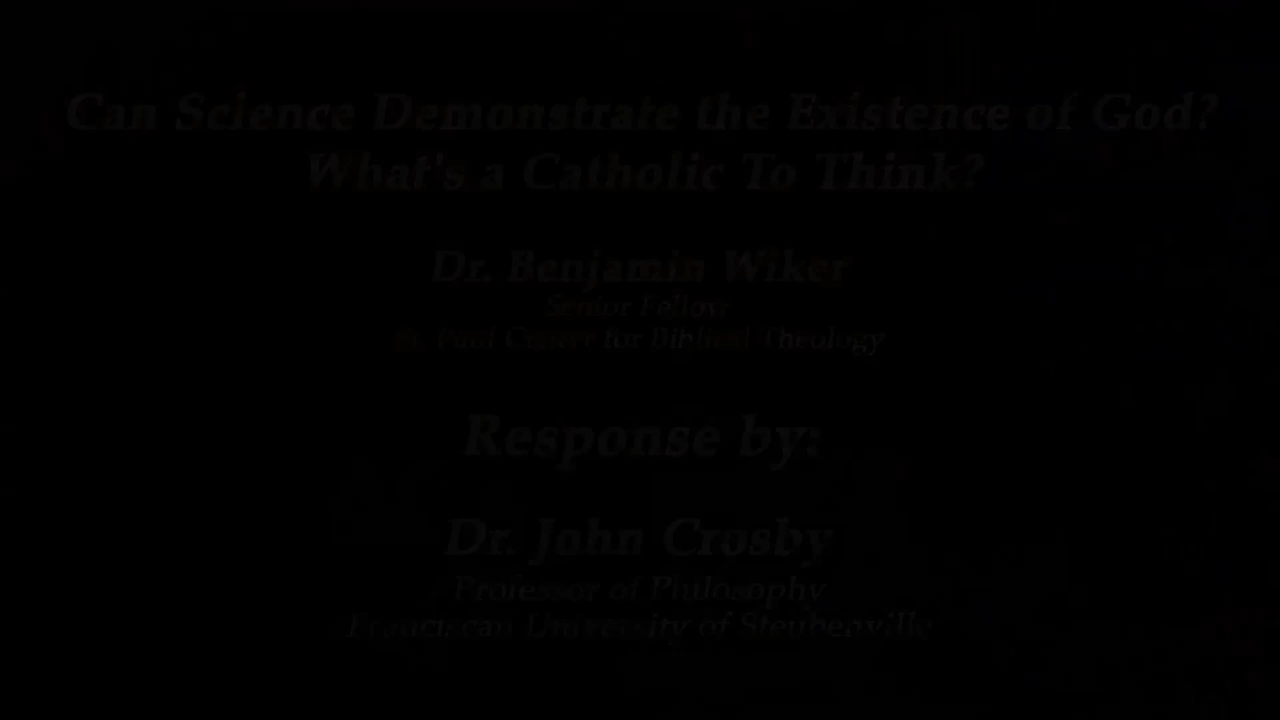 Can Science Demonstrate the Existence of God?
What's a Catholic To Think?
Dr. Benjamin Wiker
Senior Fellow
St. Paul Center for Biblical Theology
Response by:
Dr. John Crosby
Professor of Philosophy
Franciscan University of Steubenville